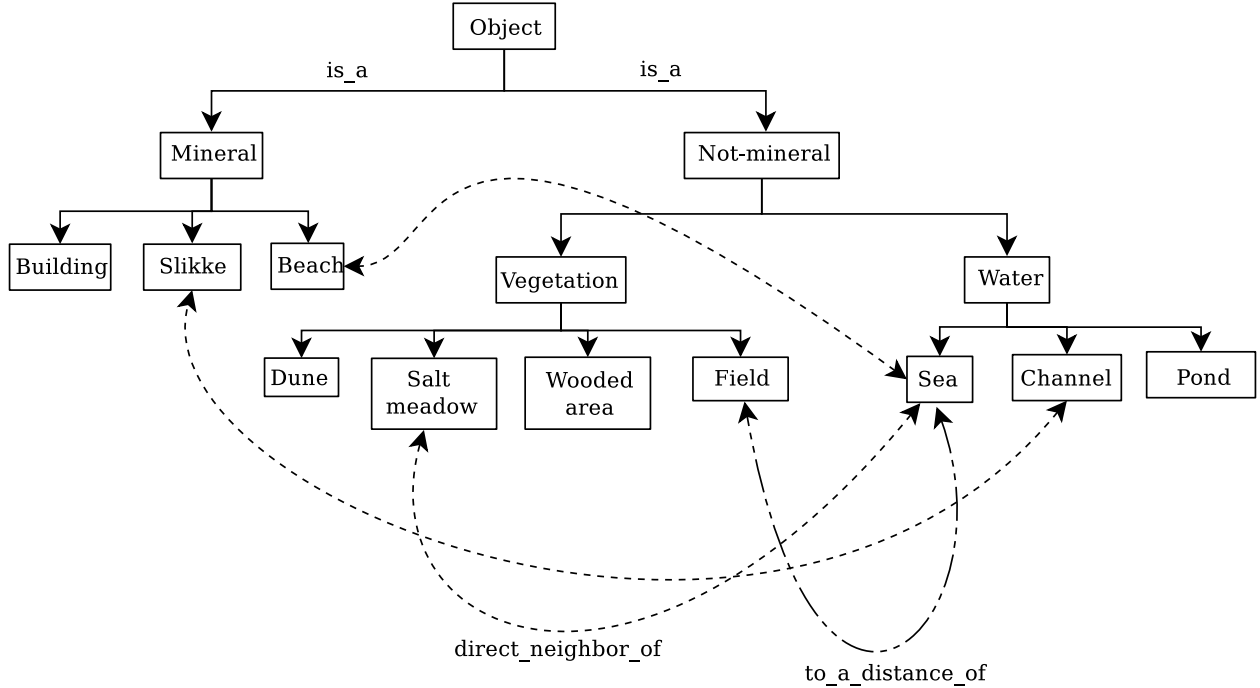 Object
is_a
is_a
Mineral
Not-mineral
Building
Slikke
Beach
Vegetation
Water
Dune
Salt
meadow
Wooded
area
Field
Sea
Channel
Pond
direct_neighbor_of
to_a_distance_of